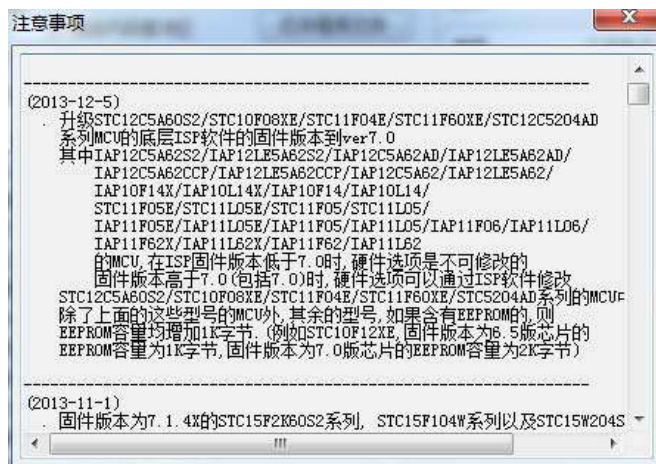 注意事项
----------------------------------------------------------------
(2013-12-5)
. 升级STC12C5A60S2/STC10F08XE/STC11F04E/STC11F60XE/STC12C5204AD
系列MCU的底层ISP软件的固件版本到ver7.0
其中IAP12C5A62S2/IAP12LE5A62S2/IAP12C5A62AD/IAP12LE5A62AD/
IAP12C5A62CCP/IAP12LE5A62CCP/IAP12C5A62/IAP12LE5A62/
IAP10F14X/IAP10L14X/IAP10F14/IAP10L14/
STC11F05E/STC11L05E/STC11F05/STC11L05/
IAP11F05E/IAP11L05E/IAP11F05/IAP11L05/IAP11F06/IAP11L06/
IAP11F62X/IAP11L62X/IAP11F62/IAP11L62
的MCU,在ISP固件版本低于7.0时,硬件选项是不可修改的
固件版本高于7.0(包括7.0)时,硬件选项可以通过ISP软件修改
STC12C5A60S2/STC10F08XE/STC11F04E/STC11F60XE/STC5204AD系列的MCU
除了上面的这些型号的MCU外,其余的型号,如果含有EEPROM的,则
EEPROM容量均增加1K字节.(例如STC10F12XE,固件版本为6.5版芯片的
EEPROM容量为1K字节,固件版本为7.0版芯片的EEPROM容量为2K字节)
----------------------------------------------------------------
(2013-11-1)
. 固件版本为7.1.4X的STC15F2K60S2系列, STC15F104W系列以及STC15W204S